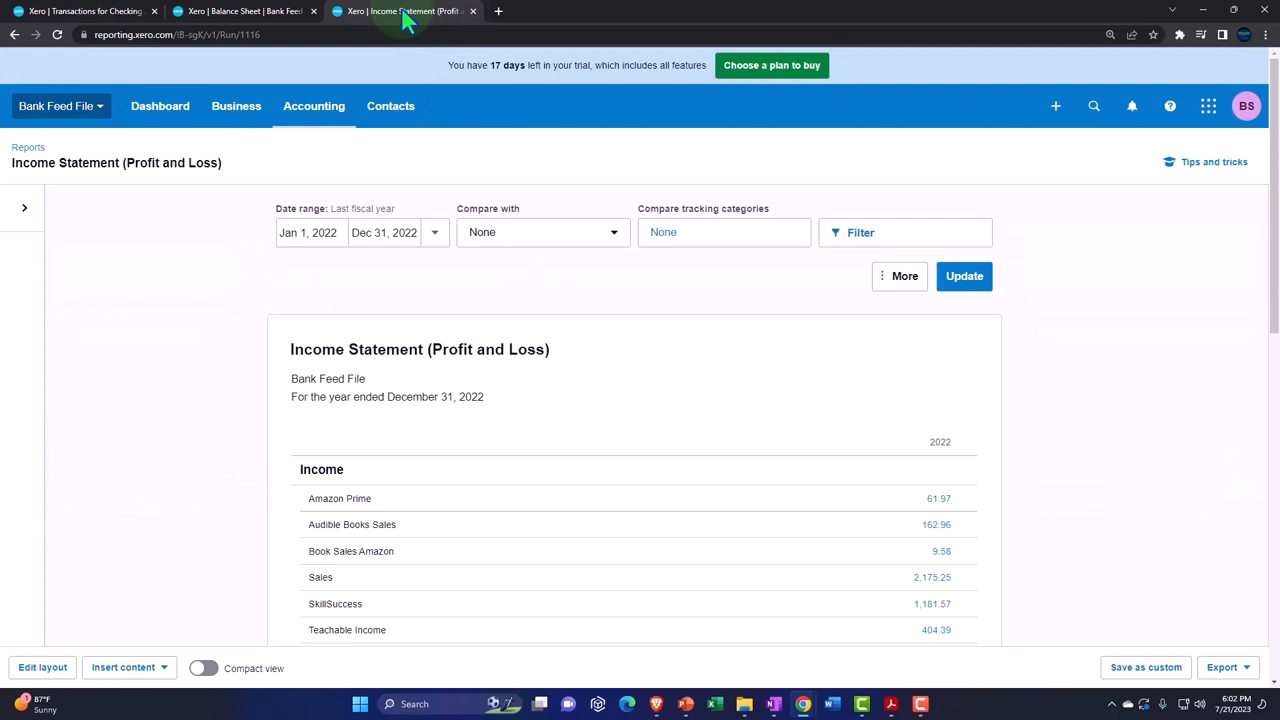 Xero | Transactions for Checking
Xero | Balance Sheet | Bank Feed
Xero | Income Statement (Profit a
reporting.xero.com/!B-sgK/v1/Run/1116
You have 17 days left in your trial, which includes all features
Choose a plan to buy
Bank Feed File
Dashboard
Business
Accounting
Contacts
BS
Reports
Income Statement (Profit and Loss)
Tips and tricks
Date range: Last fiscal year
Compare with
Compare tracking categories
Jan 1, 2022
Dec 31, 2022
None
None
Filter
More
Update
Income Statement (Profit and Loss)
Bank Feed File
For the year ended December 31, 2022
2022
Income
Amazon Prime 61.97
Audible Books Sales 162.96
Book Sales Amazon 9.58
Sales 2,175.25
SkillSuccess 1,181.57
Teachable Income 404.39
Edit layout
Insert content
Compact view
Save as custom
Export
87°F
Sunny
Search
6:02 PM
7/21/2023